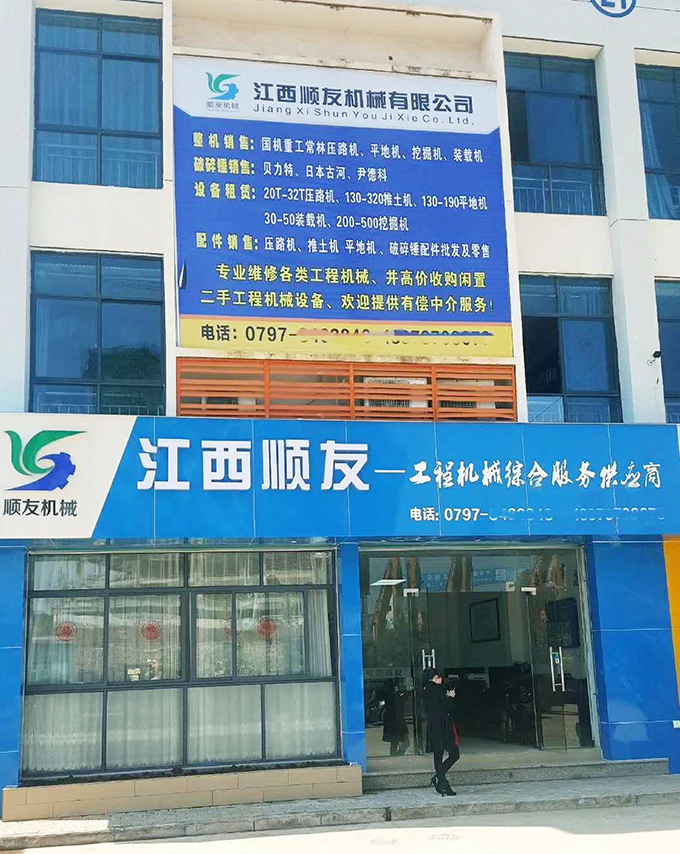 21
顺友机械
江西顺友机械有限公司
Jiang Xi Shun You Ji Xie Co. Ltd.
整机销售：国机重工常林压路机、平地机、挖掘机、装载机
破碎锤销售：贝力特、日本古河、尹德科
设备租赁：20T-32T压路机、130-320推土机、130-190平地机
30-50装载机、200-500挖掘机
配件销售：压路机、推土机 平地机 、破碎锤配件批发及零售
专业维修各类工程机械、并高价收购闲置
二手工程机械设备、欢迎提供有偿中介服务！
电话：0797-
顺友机械
江西顺友—工程机械综合服务供应商
电话：0797-